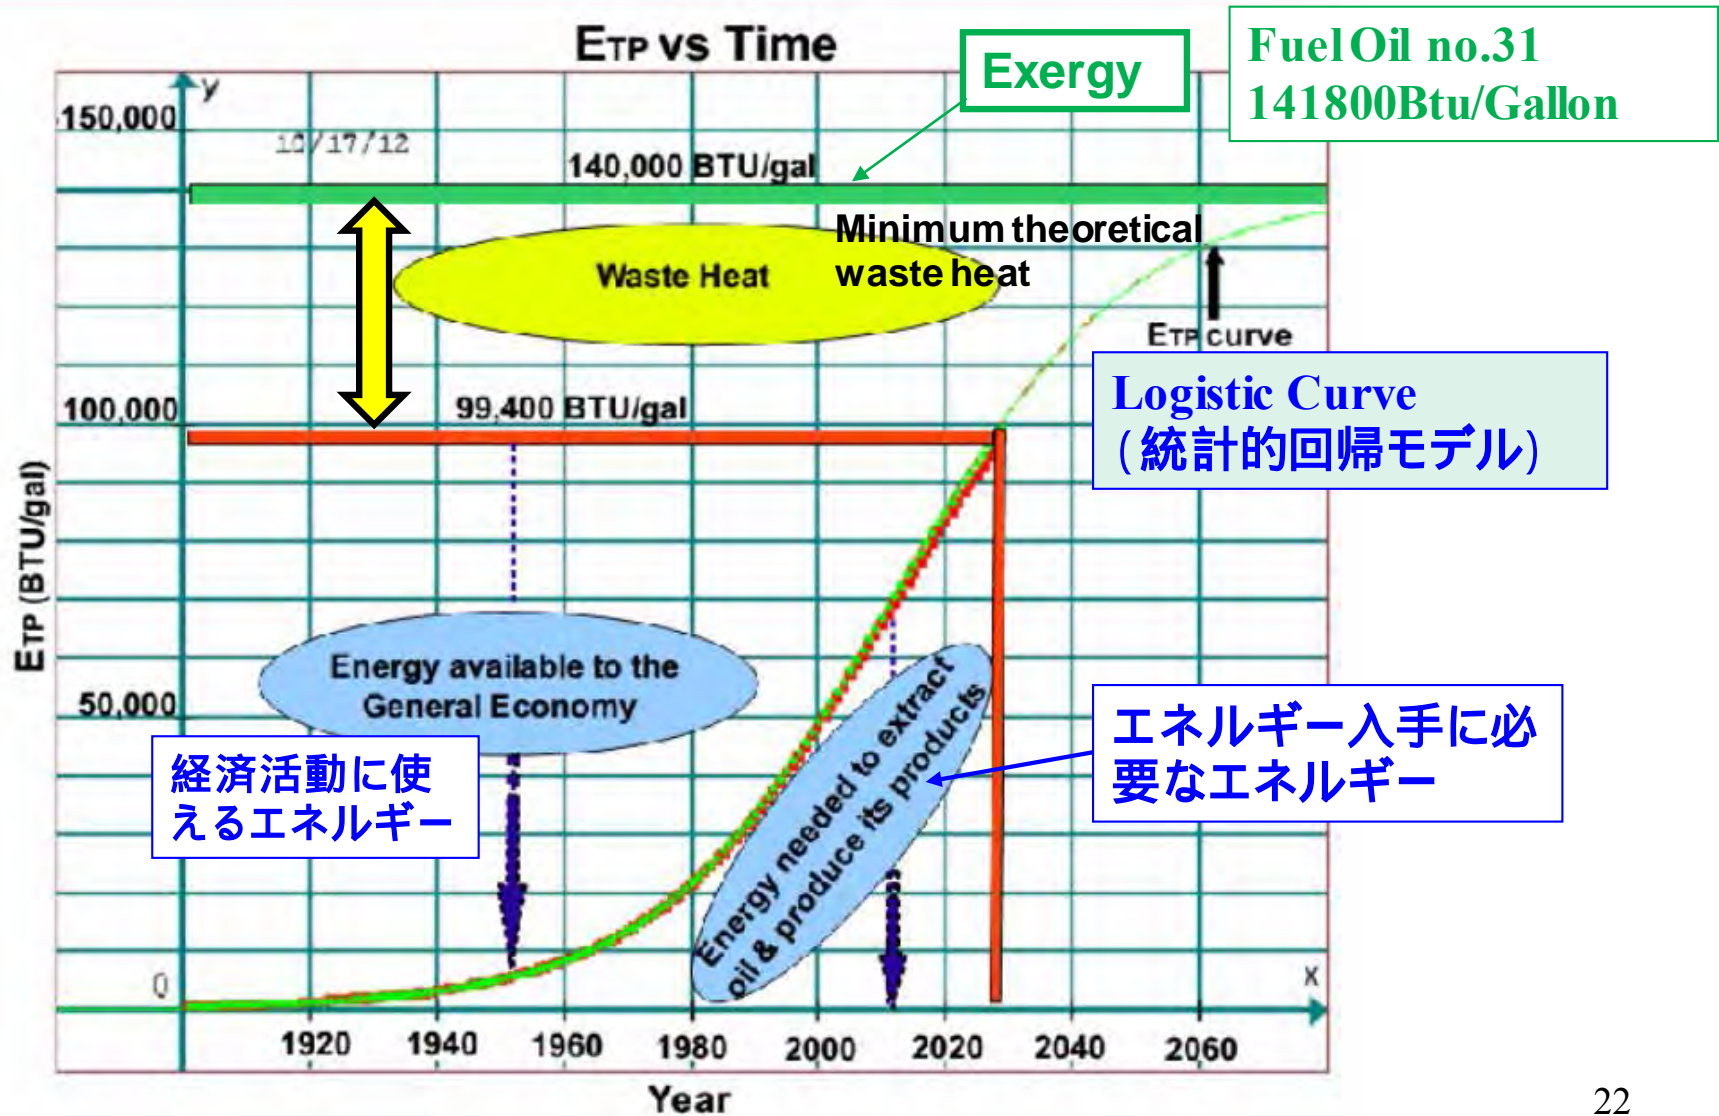 ETP vs Time
Exergy
Fuel Oil no.31
141800Btu/Gallon
y
150,000
10/17/12
140,000 BTU/gal
Minimum theoretical
waste heat
Waste Heat
ETP curve
100,000
99,400 BTU/gal
Logistic Curve
(統計的回帰モデル)
ETP (BTU/gal)
Energy available to the
General Economy
50,000
経済活動に使
えるエネルギー
Energy needed to extract
oil & produce its products
エネルギー入手に必
要なエネルギー
0
x
1920 1940 1960 1980 2000 2020 2040 2060
Year
22